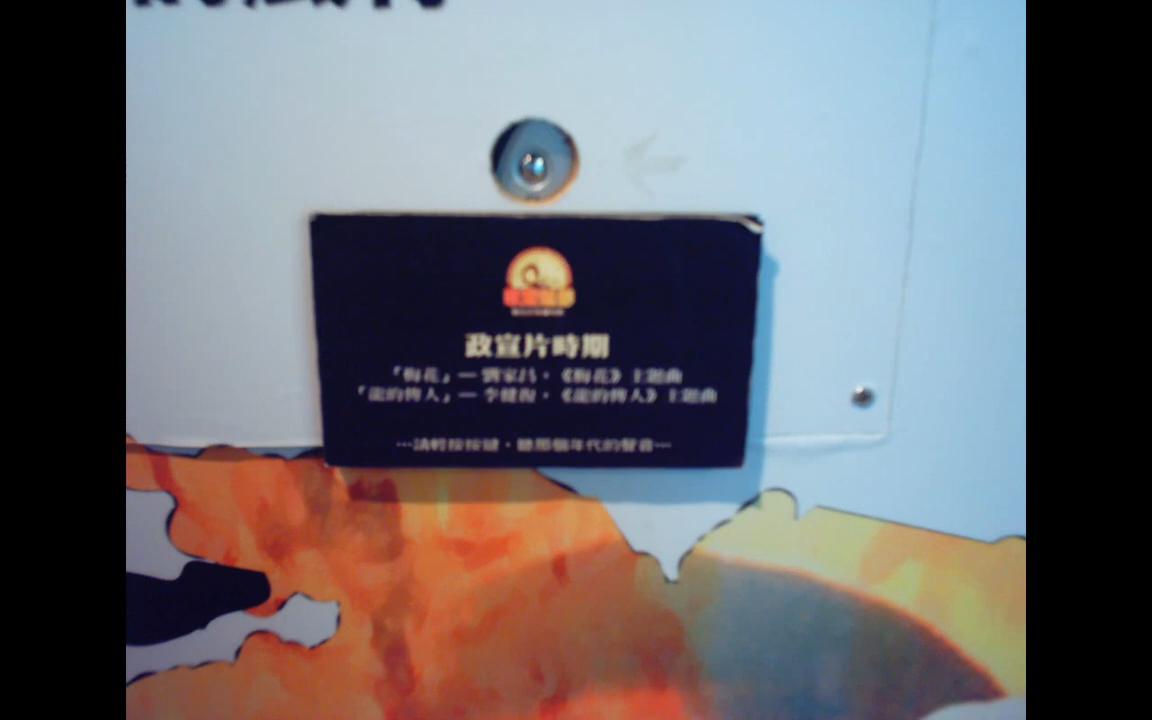 政宣片時期
「梅花」—劉家昌，《梅花》主題曲
「龍的傳人」—李建復，《龍的傳人》主題曲
…請輕按按鍵，聽那個年代的聲音…